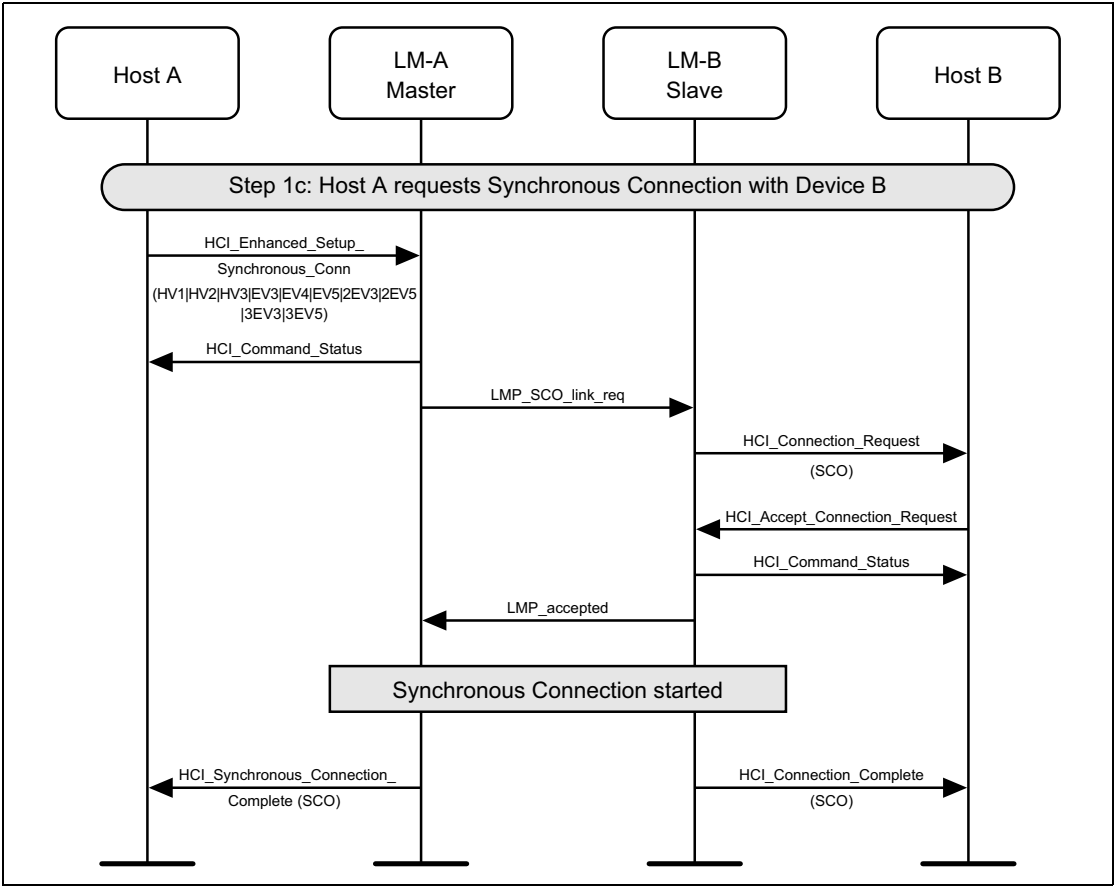 Host A
LM-A
Master
LM-B
Slave
Host B
Step 1c: Host A requests Synchronous Connection with Device B
HCI_Enhanced_Setup_
Synchronous_Conn
(HV1|HV2|HV3|EV3|EV4|EV5|2EV3|2EV5
|3EV3|3EV5)
HCI_Command_Status
LMP_SCO_link_req
HCI_Connection_Request
(SCO)
HCI_Accept_Connection_Request
HCI_Command_Status
LMP_accepted
Synchronous Connection started
HCI_Synchronous_Connection_
Complete (SCO)
HCI_Connection_Complete
(SCO)